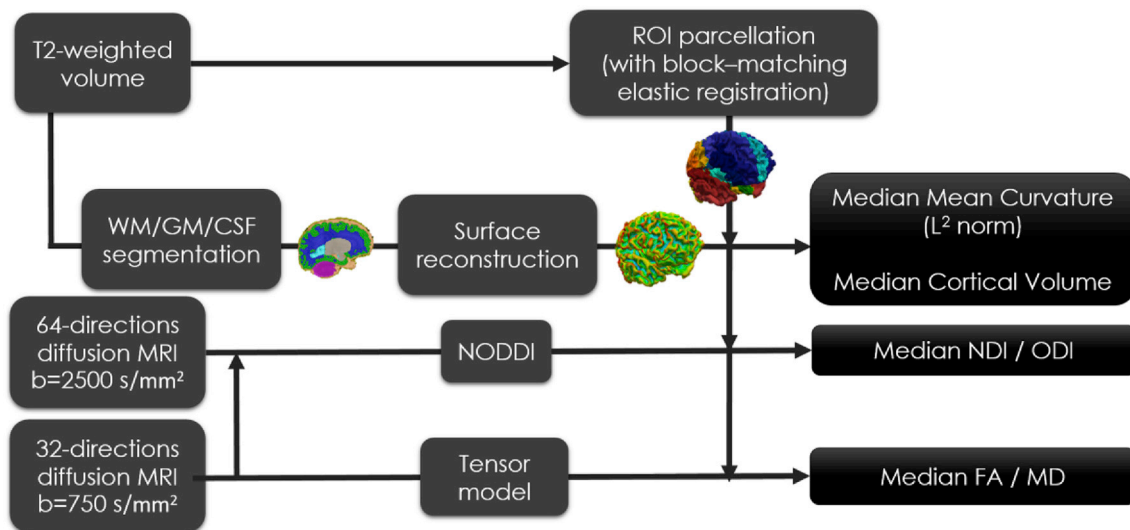 T2-weighted
volume
ROI parcellation
(with block–matching
elastic registration)
WM/GM/CSF
segmentation
Surface
reconstruction
Median Mean Curvature
(L² norm)
Median Cortical Volume
64-directions
diffusion MRI
b=2500 s/mm²
NODDI
Median NDI / ODI
32-directions
diffusion MRI
b=750 s/mm²
Tensor
model
Median FA / MD